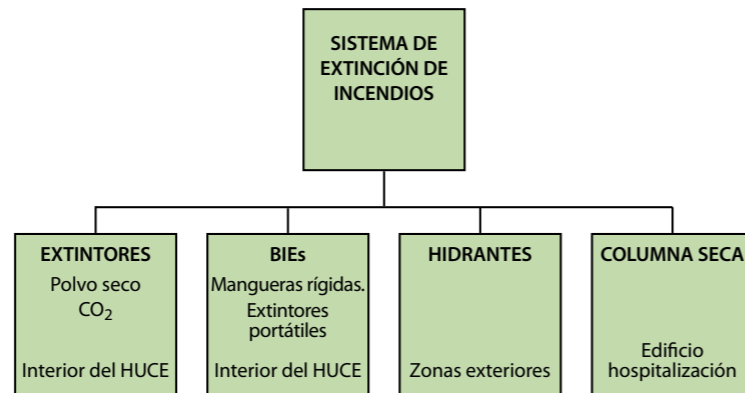 SISTEMA DE
EXTINCIÓN DE
INCENDIOS
EXTINTORES
Polvo seco
CO₂
Interior del HUCE
BIEs
Mangueras rígidas.
Extintores
portátiles
Interior del HUCE
HIDRANTES
Zonas exteriores
COLUMNA SECA
Edificio
hospitalización